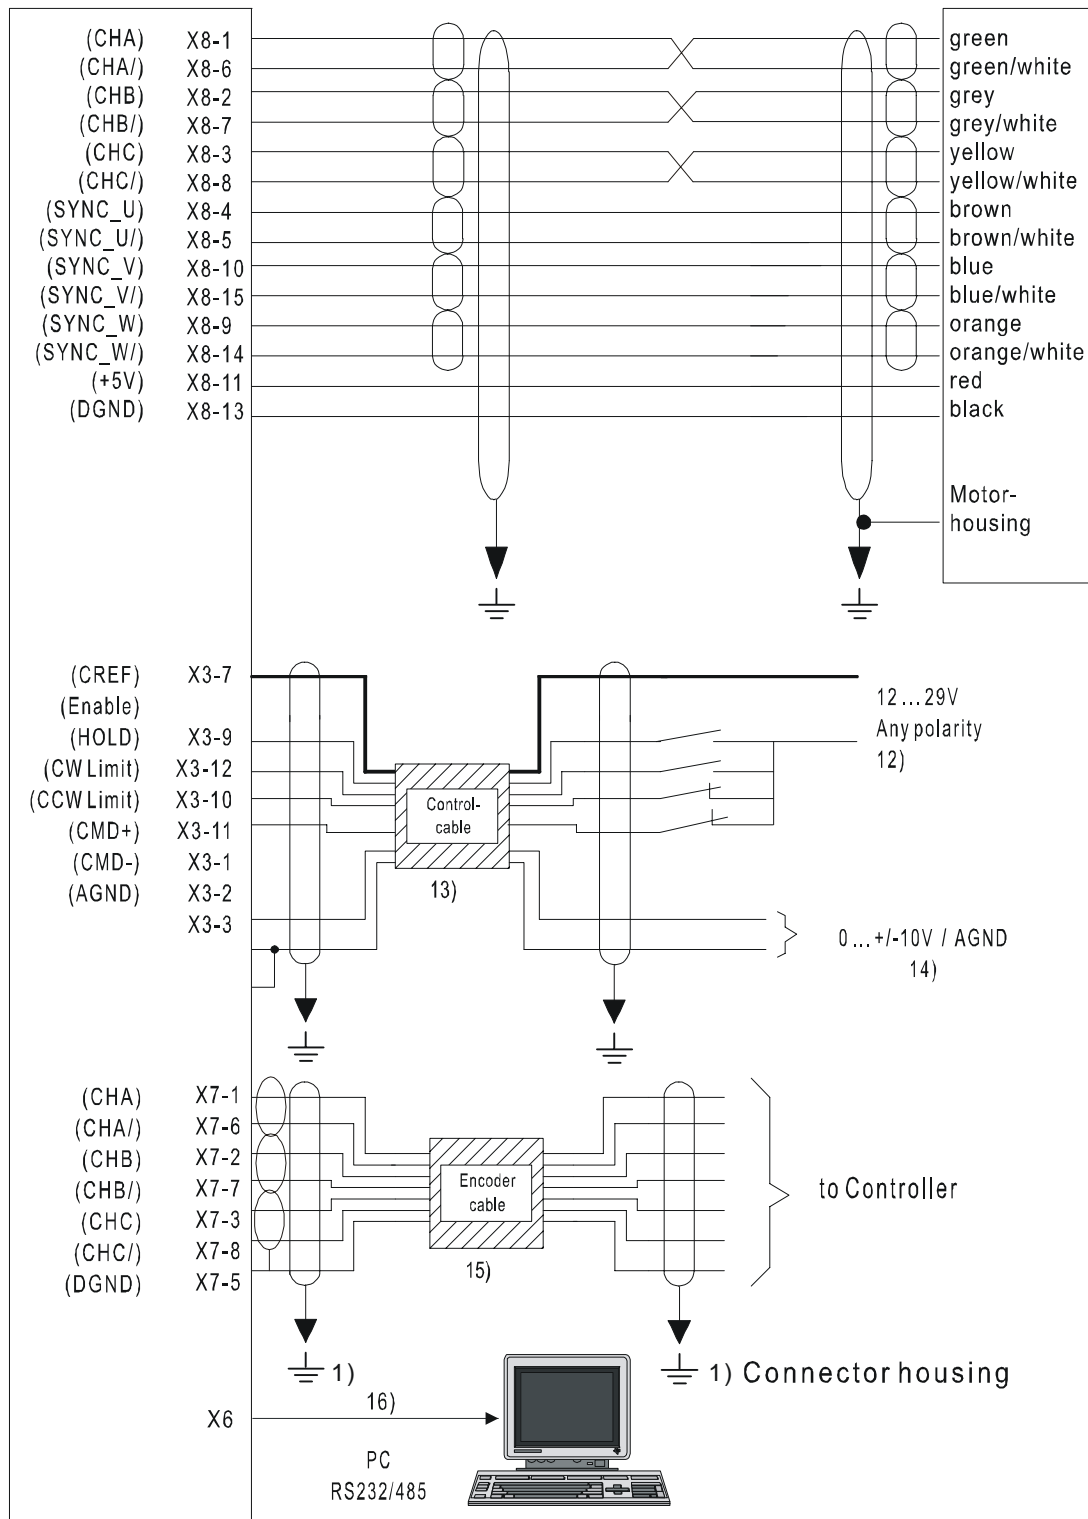 (CHA) X8-1 green
(CHA/) X8-6 green/white
(CHB) X8-2 grey
(CHB/) X8-7 grey/white
(CHC) X8-3 yellow
(CHC/) X8-8 yellow/white
(SYNC_U) X8-4 brown
(SYNC_U/) X8-5 brown/white
(SYNC_V) X8-10 blue
(SYNC_V/) X8-15 blue/white
(SYNC_W) X8-9 orange
(SYNC_W/) X8-14 orange/white
(+5V) X8-11 red
(DGND) X8-13 black
Motor-
housing
(CREF) X3-7
(Enable)
(HOLD) X3-9
(CW Limit) X3-12
(CCW Limit) X3-10
(CMD+) X3-11
(CMD-) X3-1
(AGND) X3-2
X3-3
12...29V
Any polarity
12)
Control-
cable
13)
0...+/-10V / AGND
14)
(CHA) X7-1
(CHA/) X7-6
(CHB) X7-2
(CHB/) X7-7
(CHC) X7-3
(CHC/) X7-8
(DGND) X7-5
Encoder
cable
15)
to Controller
1)
1) Connector housing
X6
16)
PC
RS232/485